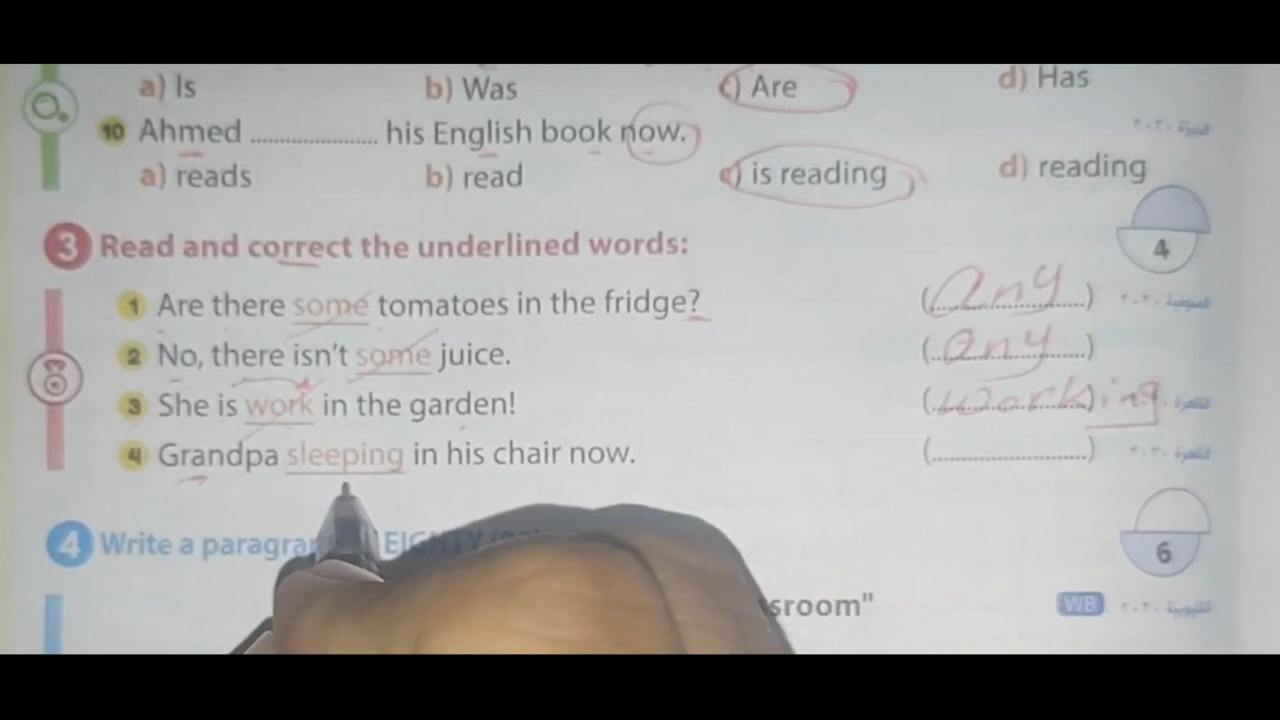 a) Is b) Was c) Are d) Has
10 Ahmed .................... his English book now.
a) reads b) read c) is reading d) reading
3 Read and correct the underlined words: 4
1 Are there some tomatoes in the fridge? (any)
2 No, there isn't some juice. (any)
3 She is work in the garden! (working)
4 Grandpa sleeping in his chair now. (....................)
4 Write a EIGHTY 6
sroom" WB